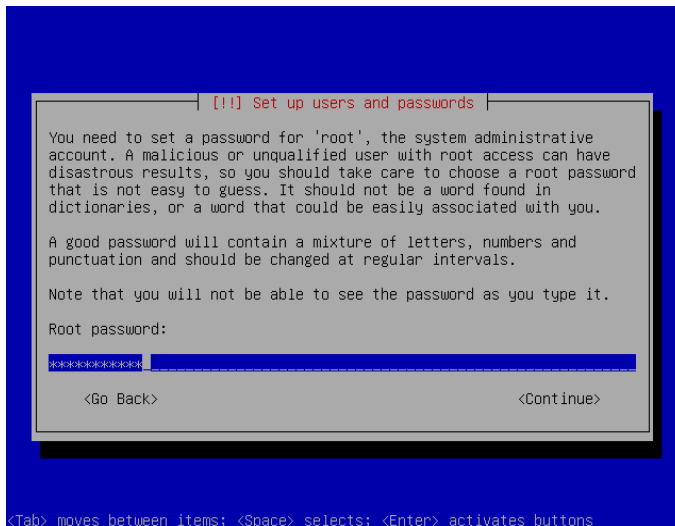 [!!] Set up users and passwords
You need to set a password for 'root', the system administrative
account. A malicious or unqualified user with root access can have
disastrous results, so you should take care to choose a root password
that is not easy to guess. It should not be a word found in
dictionaries, or a word that could be easily associated with you.
A good password will contain a mixture of letters, numbers and
punctuation and should be changed at regular intervals.
Note that you will not be able to see the password as you type it.
Root password:
***********
<Go Back> <Continue>
<Tab> moves between items; <Space> selects; <Enter> activates buttons